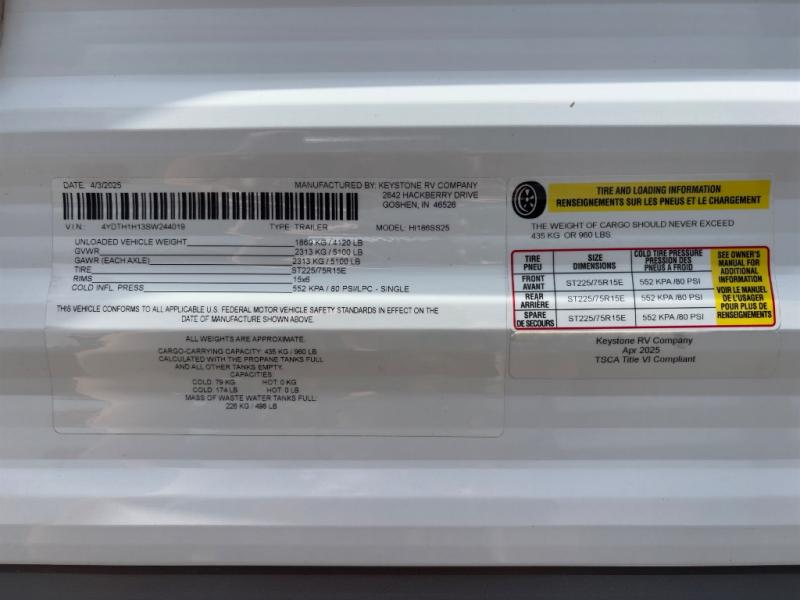 DATE: 4/3/2025 MANUFACTURED BY: KEYSTONE RV COMPANY
2642 HACKBERRY DRIVE
GOSHEN, IN 46526
V.I.N.: 4YDTH1H13SW244019 TYPE: TRAILER MODEL: HI186SS25
UNLOADED VEHICLE WEIGHT 1869 KG / 4120 LB
GVWR 2313 KG / 5100 LB
GAWR (EACH AXLE) 2313 KG / 5100 LB
TIRE ST225/75R15E
RIMS 15x6
COLD INFL. PRESS 552 KPA / 80 PSI/LPC - SINGLE
THIS VEHICLE CONFORMS TO ALL APPLICABLE U.S. FEDERAL MOTOR VEHICLE SAFETY STANDARDS IN EFFECT ON THE
DATE OF MANUFACTURE SHOWN ABOVE.
ALL WEIGHTS ARE APPROXIMATE.
CARGO-CARRYING CAPACITY: 435 KG / 960 LB
CALCULATED WITH THE PROPANE TANKS FULL
AND ALL OTHER TANKS EMPTY.
CAPACITIES:
COLD: 79 KG HOT: 0 KG
COLD: 174 LB HOT: 0 LB
MASS OF WASTE WATER TANKS FULL:
226 KG / 498 LB
TIRE AND LOADING INFORMATION
RENSEIGNEMENTS SUR LES PNEUS ET LE CHARGEMENT
THE WEIGHT OF CARGO SHOULD NEVER EXCEED
435 KG OR 960 LBS.
TIRE
PNEU
SIZE
DIMENSIONS
COLD TIRE PRESSURE
PRESSION DES
PNEUS A FROID
FRONT
AVANT
ST225/75R15E 552 KPA /80 PSI
REAR
ARRIÈRE
ST225/75R15E 552 KPA /80 PSI
SPARE
DE SECOURS
ST225/75R15E 552 KPA /80 PSI
SEE OWNER'S
MANUAL FOR
ADDITIONAL
INFORMATION
VOIR LE MANUEL
DE L'USAGER
POUR PLUS DE
RENSEIGNEMENTS
Keystone RV Company
Apr 2025
TSCA Title VI Compliant